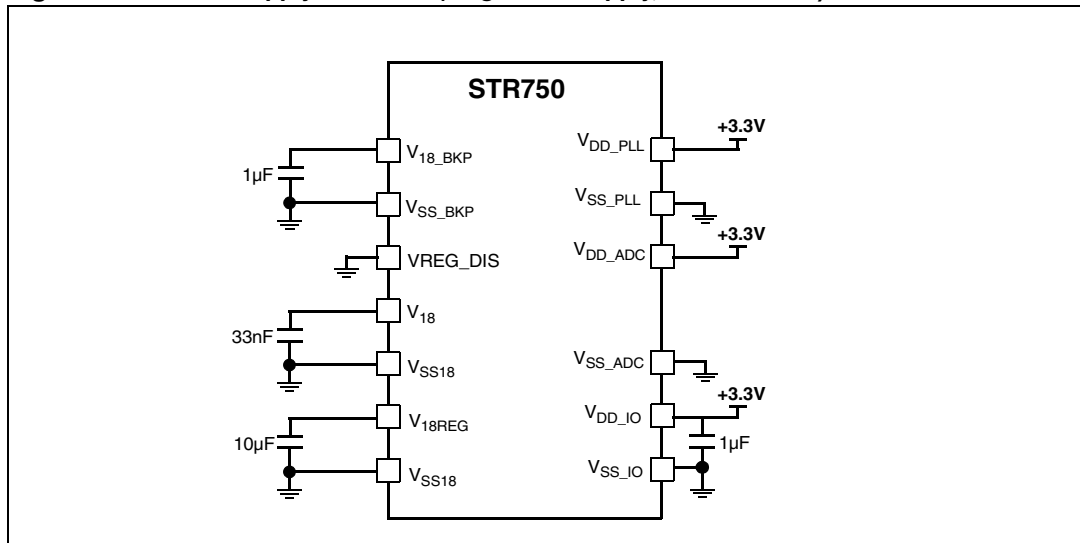 STR750
V18_BKP
1µF
VSS_BKP
VREG_DIS
V18
33nF
VSS18
V18REG
10µF
VSS18
VDD_PLL
+3.3V
VSS_PLL
VDD_ADC
+3.3V
VSS_ADC
VDD_IO
+3.3V
1µF
VSS_IO